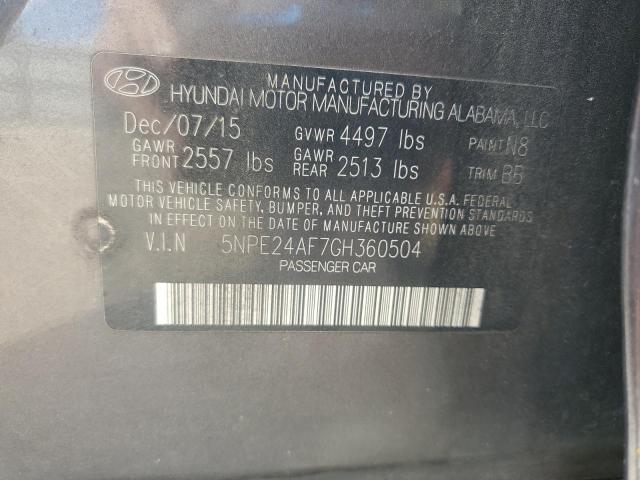 MANUFACTURED BY
HYUNDAI MOTOR MANUFACTURING ALABAMA, LLC
Dec/07/15 GVWR 4497 lbs PAINT N8
GAWR FRONT 2557 lbs GAWR REAR 2513 lbs TRIM B5
THIS VEHICLE CONFORMS TO ALL APPLICABLE U.S.A. FEDERAL
MOTOR VEHICLE SAFETY, BUMPER, AND THEFT PREVENTION STANDARDS
IN EFFECT ON THE DATE OF MANUFACTURE SHOWN ABOVE.
V.I.N 5NPE24AF7GH360504
PASSENGER CAR